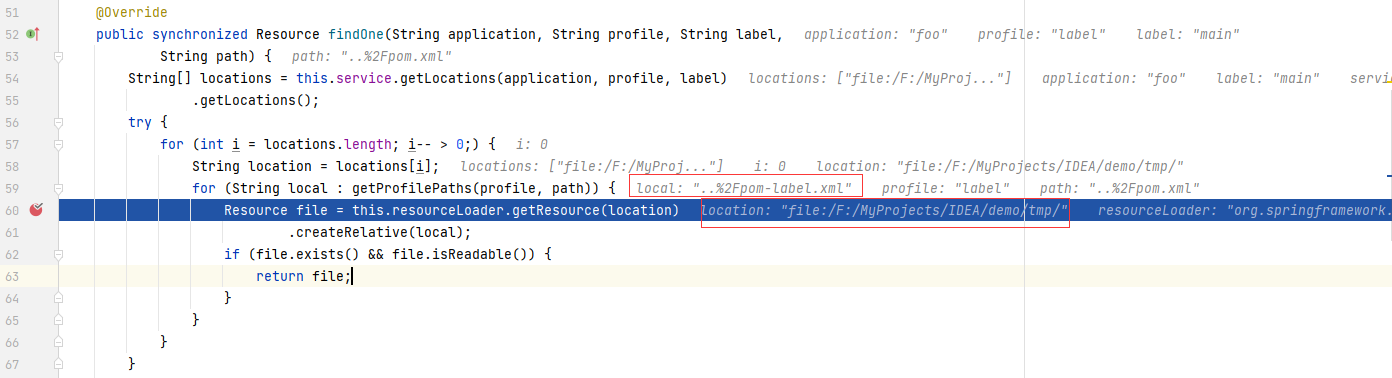 51 @Override
52 public synchronized Resource findOne(String application, String profile, String label, application: "foo" profile: "label" label: "main"
53 String path) { path: "..%2Fpom.xml"
54 String[] locations = this.service.getLocations(application, profile, label) locations: ["file:/F:/MyProj..."] application: "foo" label: "main" servic
55 .getLocations();
56 try {
57 for (int i = locations.length; i-- > 0;) { i: 0
58 String location = locations[i]; locations: ["file:/F:/MyProj..."] i: 0 location: "file:/F:/MyProjects/IDEA/demo/tmp/"
59 for (String local : getProfilePaths(profile, path)) { local: "..%2Fpom-label.xml" profile: "label" path: "..%2Fpom.xml"
60 Resource file = this.resourceLoader.getResource(location) location: "file:/F:/MyProjects/IDEA/demo/tmp/" resourceLoader: "org.springframework.
61 .createRelative(local);
62 if (file.exists() && file.isReadable()) {
63 return file;
64 }
65 }
66 }
67 }